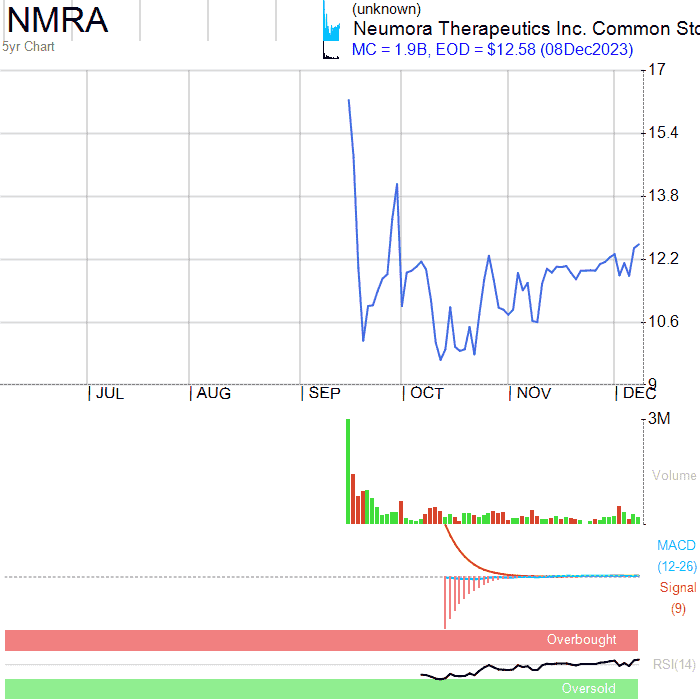 NMRA
5yr Chart
(unknown)
Neumora Therapeutics Inc. Common Sto
MC = 1.9B, EOD = $12.58 (08Dec2023)
17
15.4
13.8
12.2
10.6
9
JUL
AUG
SEP
OCT
NOV
DEC
3M
Volume
MACD
(12-26)
Signal
(9)
Overbought
RSI(14)
Oversold